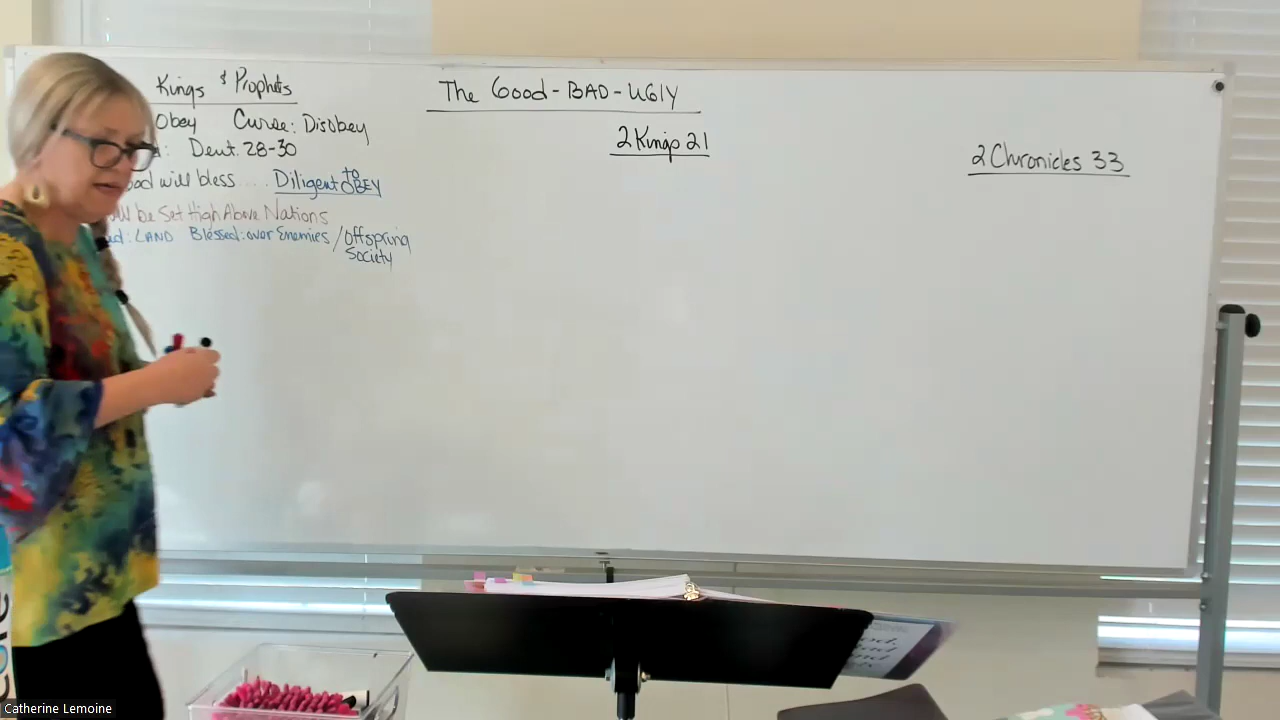 Kings & Prophets
Obey Curse: Disobey
Deut. 28-30
will bless .... Diligent to OBEY
be Set High Above Nations
LAND Blessed: over Enemies / Offspring
Society
The Good - BAD - UGLY
2 Kings 21
2 Chronicles 33
Catherine Lemoine